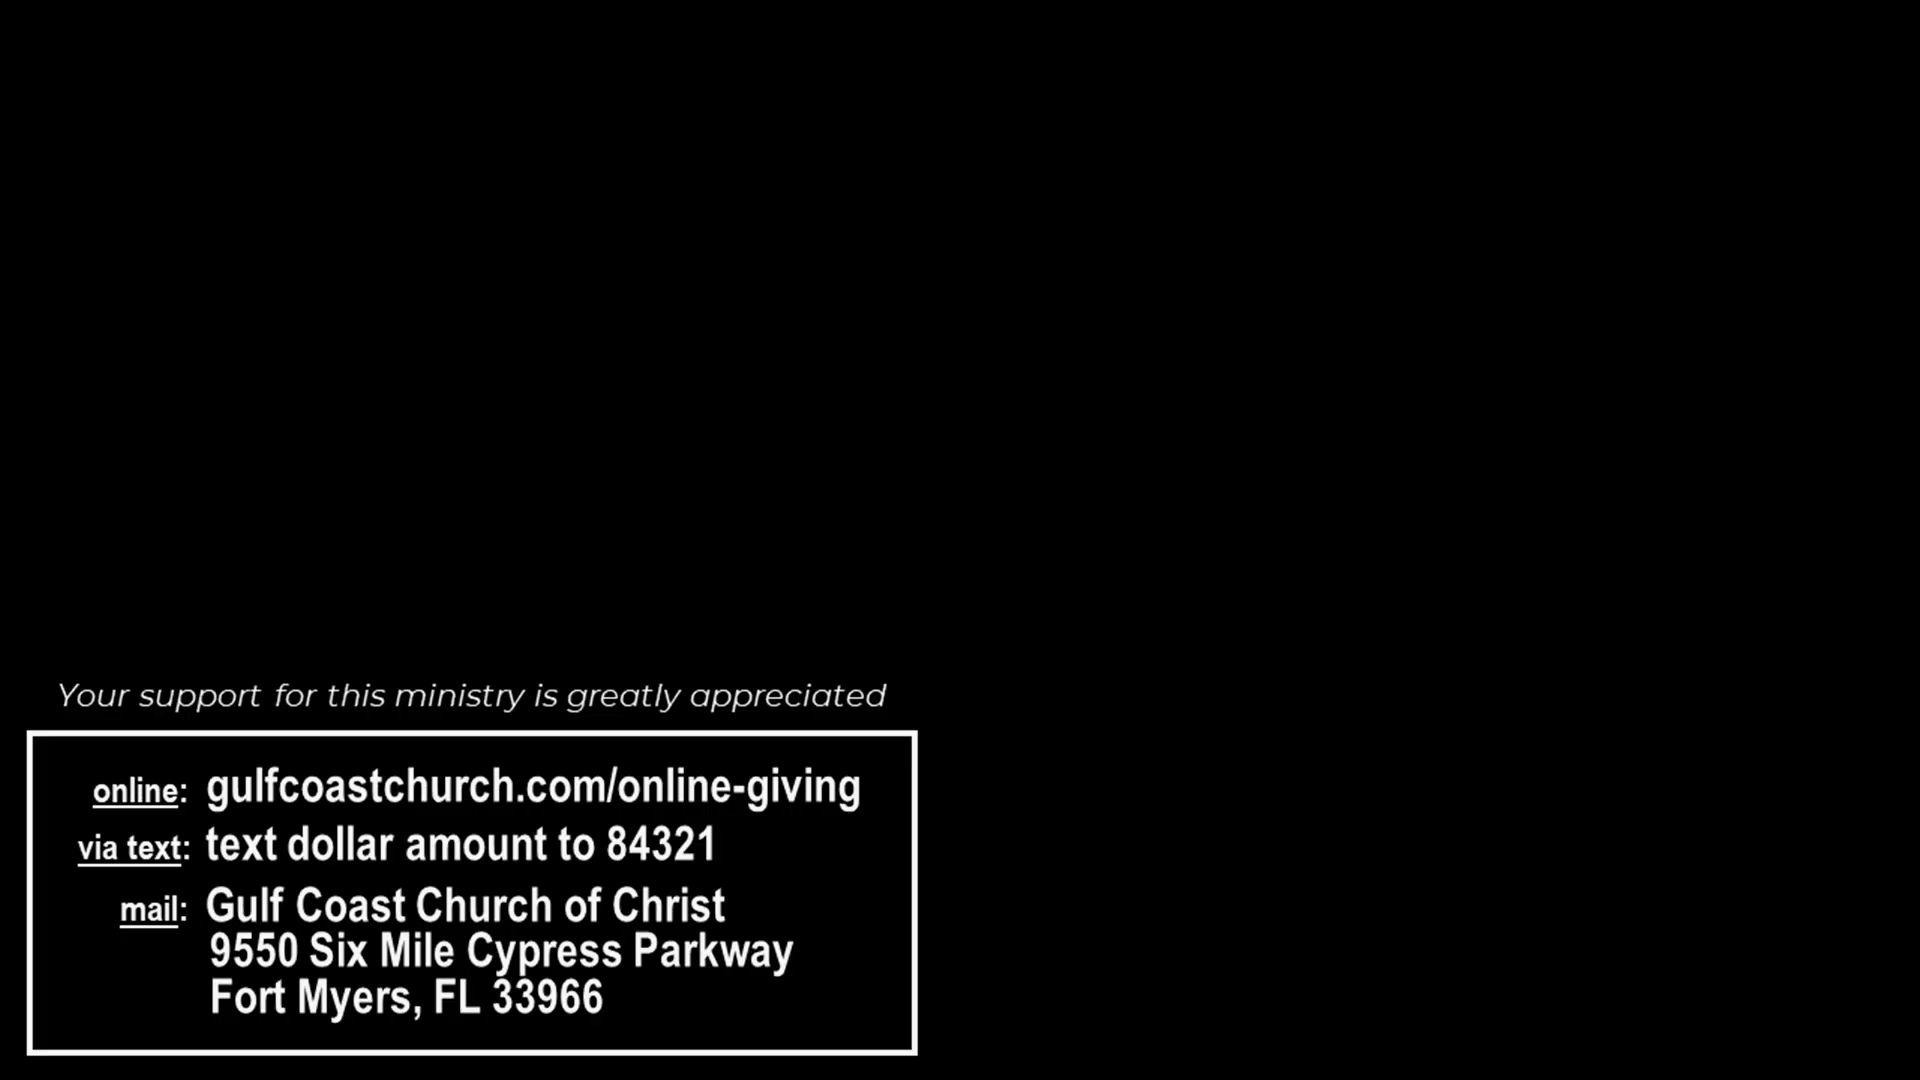 Your support for this ministry is greatly appreciated
online: gulfcoastchurch.com/online-giving
via text: text dollar amount to 84321
mail: Gulf Coast Church of Christ
9550 Six Mile Cypress Parkway
Fort Myers, FL 33966